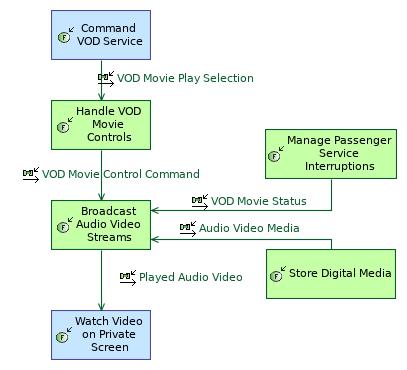 Command
VOD Service
VOD Movie Play Selection
Handle VOD
Movie
Controls
Manage Passenger
Service
Interruptions
VOD Movie Control Command
VOD Movie Status
Broadcast
Audio Video
Streams
Audio Video Media
Store Digital Media
Played Audio Video
Watch Video
on Private
Screen